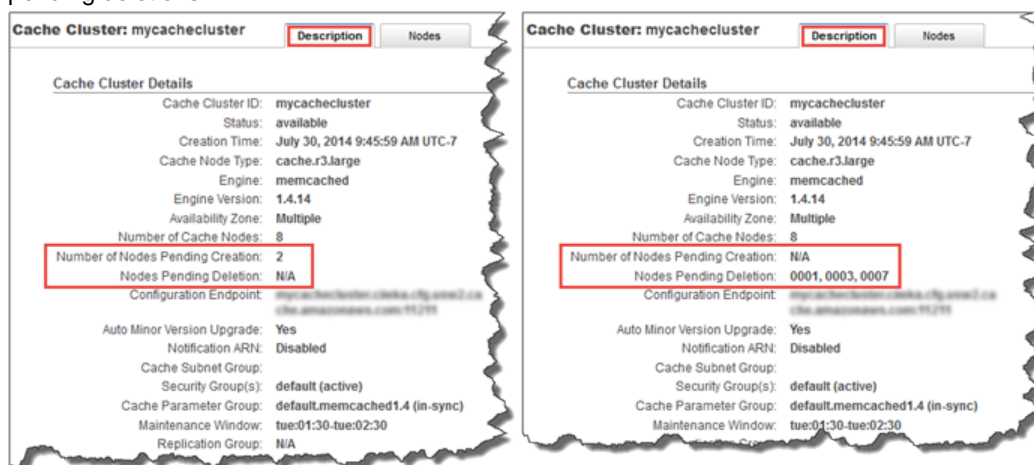 Cache Cluster: mycachecluster
Description
Nodes
Cache Cluster Details
Cache Cluster ID: mycachecluster
Status: available
Creation Time: July 30, 2014 9:45:59 AM UTC-7
Cache Node Type: cache.r3.large
Engine: memcached
Engine Version: 1.4.14
Availability Zone: Multiple
Number of Cache Nodes: 8
Number of Nodes Pending Creation: 2
Nodes Pending Deletion: N/A
Configuration Endpoint:
Auto Minor Version Upgrade: Yes
Notification ARN: Disabled
Cache Subnet Group:
Security Group(s): default (active)
Cache Parameter Group: default.memcached1.4 (in-sync)
Maintenance Window: tue:01:30-tue:02:30
Replication Group: N/A
Cache Cluster: mycachecluster
Description
Nodes
Cache Cluster Details
Cache Cluster ID: mycachecluster
Status: available
Creation Time: July 30, 2014 9:45:59 AM UTC-7
Cache Node Type: cache.r3.large
Engine: memcached
Engine Version: 1.4.14
Availability Zone: Multiple
Number of Cache Nodes: 8
Number of Nodes Pending Creation: N/A
Nodes Pending Deletion: 0001, 0003, 0007
Configuration Endpoint:
Auto Minor Version Upgrade: Yes
Notification ARN: Disabled
Cache Subnet Group:
Security Group(s): default (active)
Cache Parameter Group: default.memcached1.4 (in-sync)
Maintenance Window: tue:01:30-tue:02:30